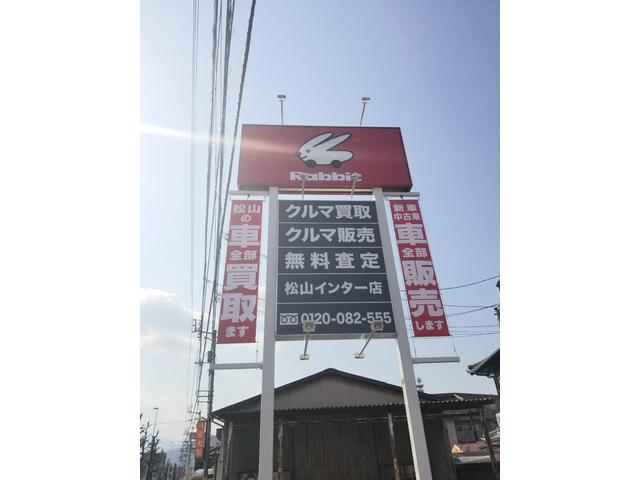 Rabbit
クルマ買取
クルマ販売
無料査定
松山インター店
0120-082-555
松山の車全部買取ます
新車中古車車全部販売します